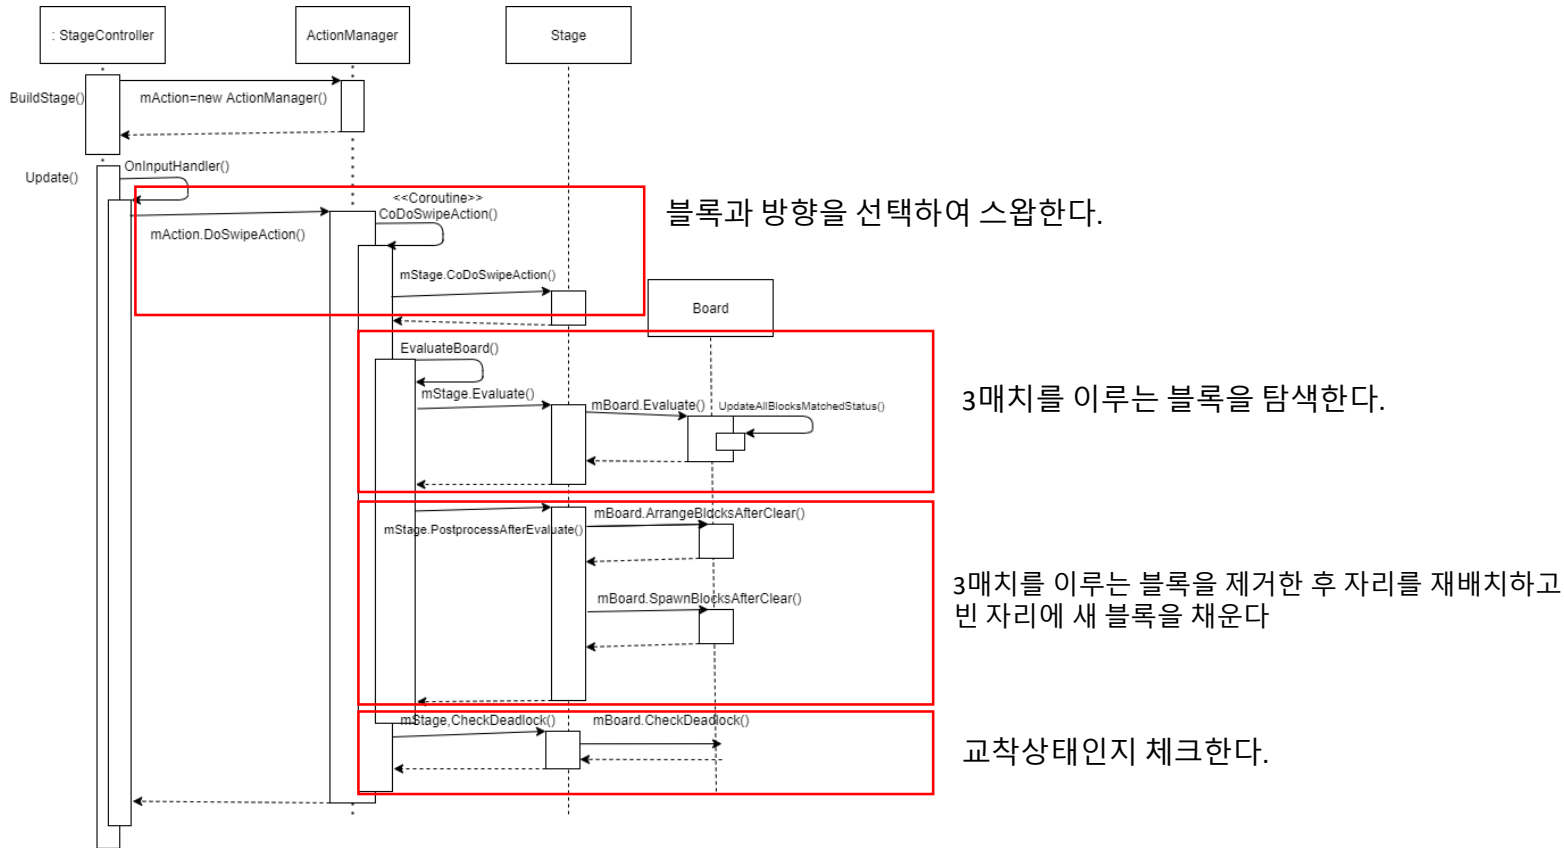 : StageController
ActionManager
Stage
BuildStage()
mAction=new ActionManager()
OnInputHandler()
Update()
<<Coroutine>>
CoDoSwipeAction()
mAction.DoSwipeAction()
블록과 방향을 선택하여 스왑한다.
mStage.CoDoSwipeAction()
Board
EvaluateBoard()
mStage.Evaluate()
mBoard.Evaluate()
UpdateAllBlocksMatchedStatus()
3매치를 이루는 블록을 탐색한다.
mStage.PostprocessAfterEvaluate()
mBoard.ArrangeBlocksAfterClear()
mBoard.SpawnBlocksAfterClear()
3매치를 이루는 블록을 제거한 후 자리를 재배치하고
빈 자리에 새 블록을 채운다
mStage,CheckDeadlock()
mBoard.CheckDeadlock()
교착상태인지 체크한다.